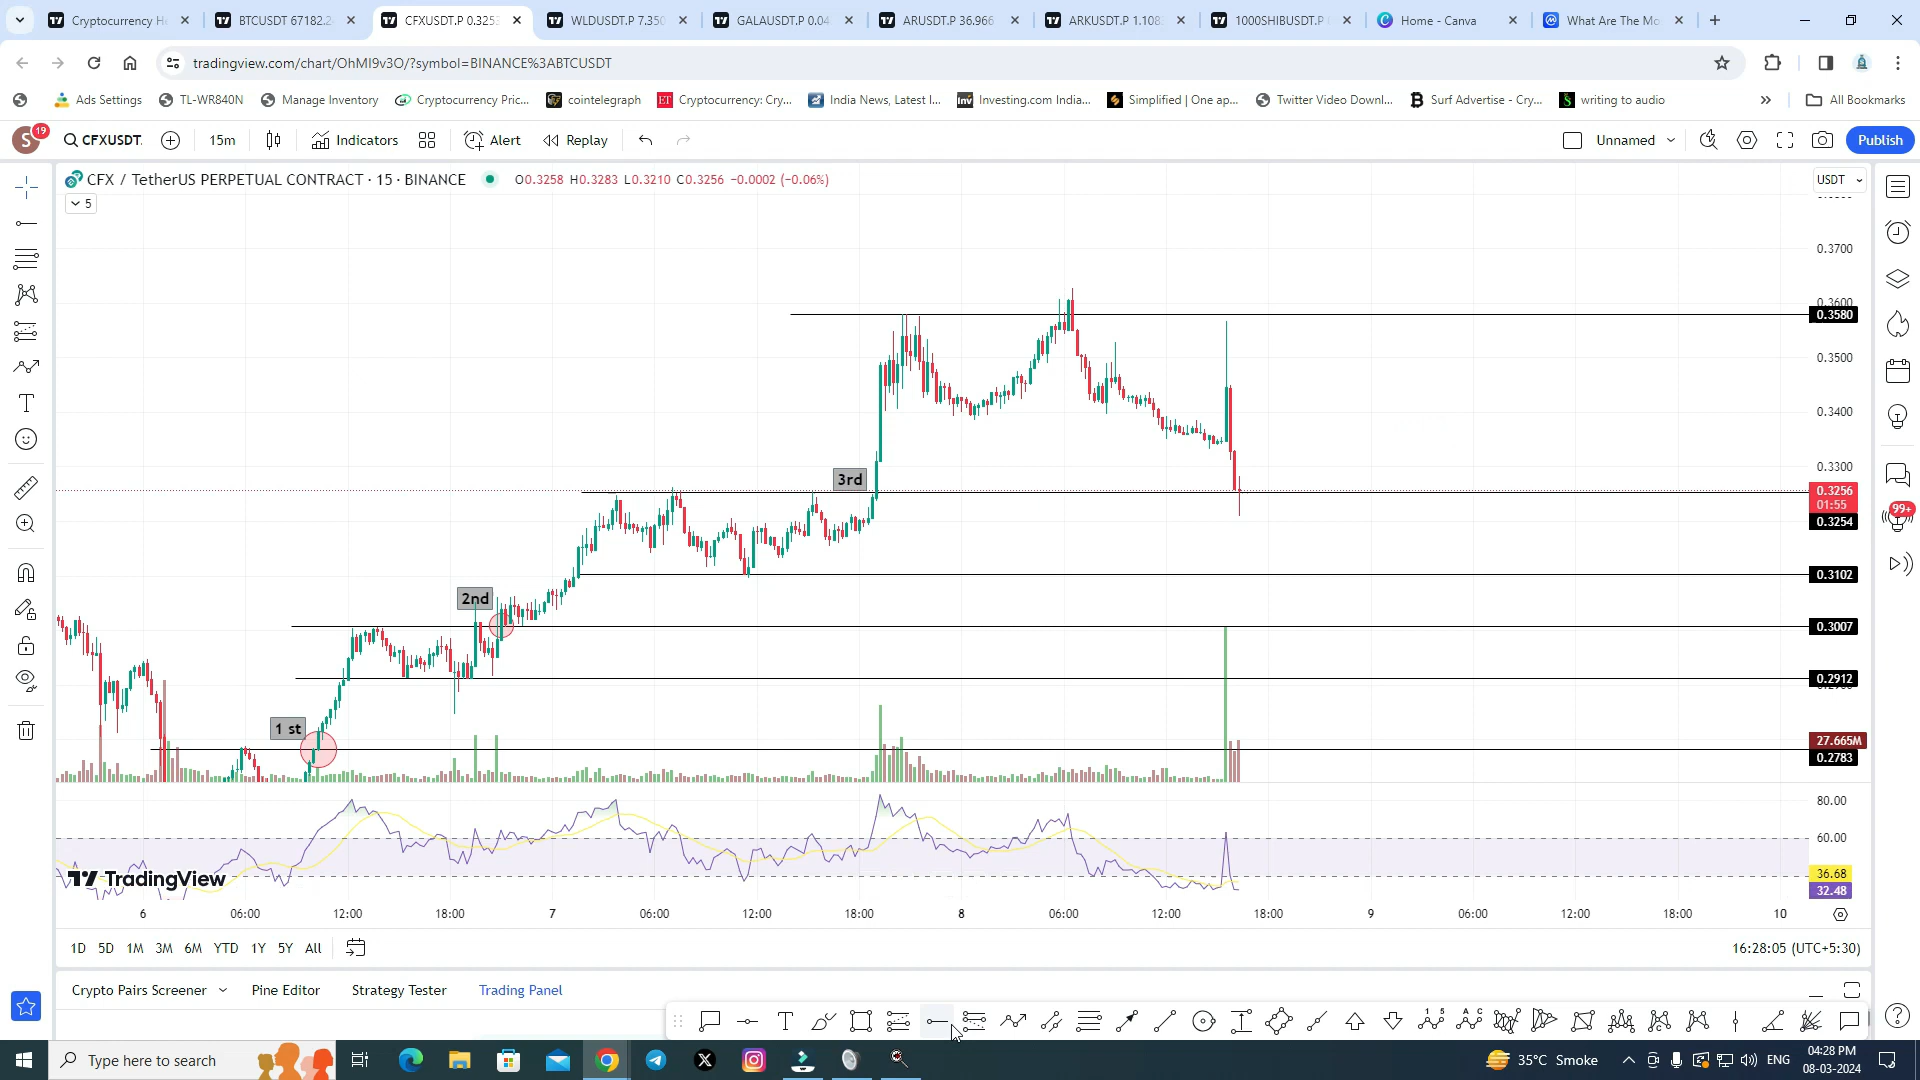 Cryptocurrency H
BTCUSDT 67182.2
CFXUSDT.P 0.325
WLDUSDT.P 7.350
GALAUSDT.P 0.04
ARUSDT.P 36.966
ARKUSDT.P 1.108
1000SHIBUSDT.P
Home - Canva
What Are The Mo
tradingview.com/chart/OhMI9v3O/?symbol=BINANCE%3ABTCUSDT
Ads Settings
TL-WR840N
Manage Inventory
Cryptocurrency Pric...
cointelegraph
ET
Cryptocurrency: Cry...
India News, Latest I...
Inv
Investing.com India...
Simplified | One ap...
Twitter Video Downl...
Surf Advertise - Cry...
writing to audio
All Bookmarks
S
19
CFXUSDT.
15m
Indicators
Alert
Replay
Unnamed
Publish
CFX / TetherUS PERPETUAL CONTRACT · 15 · BINANCE
O0.3258 H0.3283 L0.3210 C0.3256 −0.0002 (−0.06%)
USDT
5
0.3700
0.3600
0.3580
0.3500
0.3400
0.3300
3rd
0.3256
01:55
0.3254
99+
0.3102
2nd
0.3007
0.2912
1 st
27.665M
0.2783
80.00
60.00
36.68
32.48
TradingView
6
06:00
12:00
18:00
7
06:00
12:00
18:00
8
06:00
12:00
18:00
9
06:00
12:00
18:00
10
1D
5D
1M
3M
6M
YTD
1Y
5Y
All
16:28:05 (UTC+5:30)
Crypto Pairs Screener
Pine Editor
Strategy Tester
Trading Panel
Type here to search
35°C Smoke
ENG
04:28 PM
08-03-2024